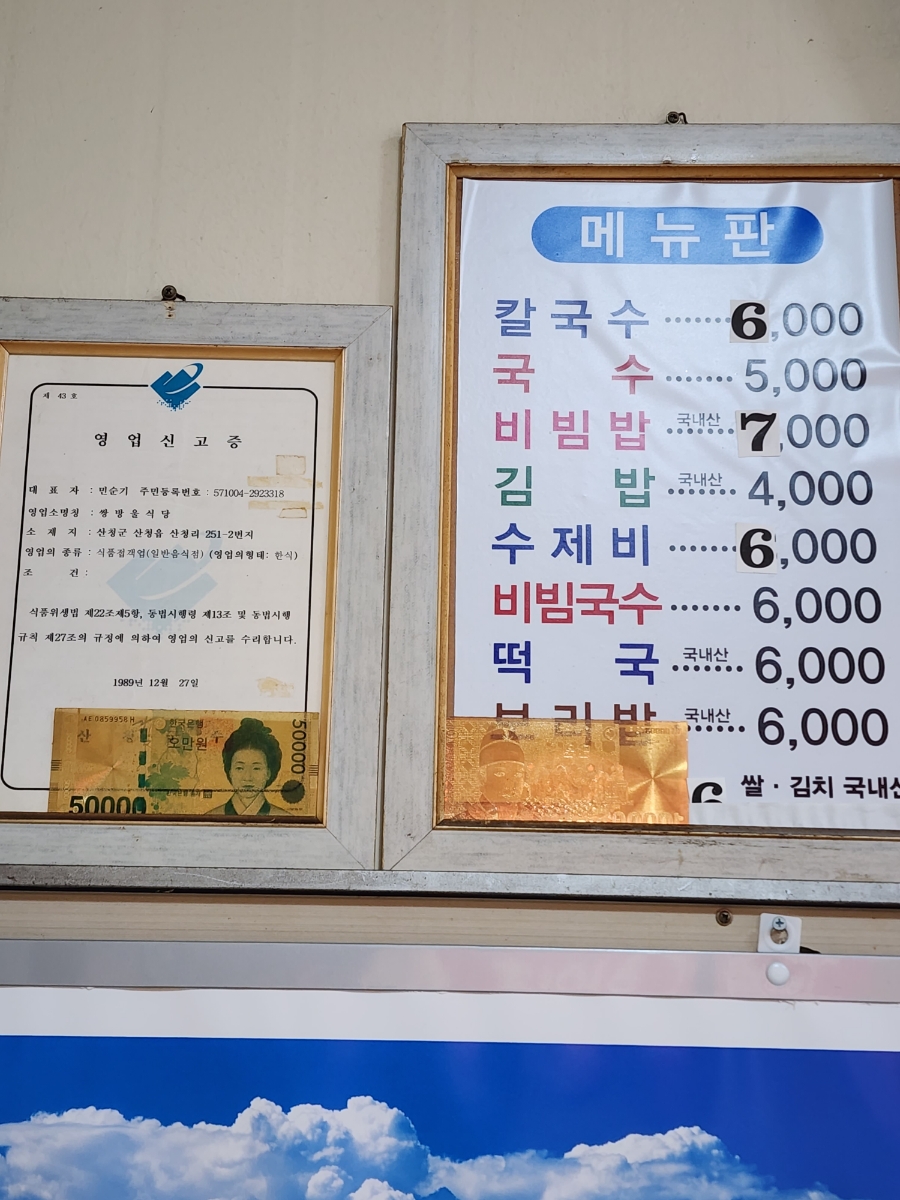 제 43 호
영 업 신 고 증
대 표 자 : 민순기 주민등록번호 : 571004-2923318
영업소명칭 : 쌍 방 울 식 당
소 재 지 : 산청군 산청읍 산청리 251-2번지
영업의 종류 : 식품접객업(일반음식점) (영업의형태: 한식)
조 건 :
식품위생법 제22조제5항, 동법시행령 제13조 및 동법시행
규칙 제27조의 규정에 의하여 영업의 신고를 수리합니다.
1989년 12월 27일
AE 0859958 H
한국은행
오만원
50000
50000
메뉴판
칼국수 ······· 6,000
국 수 ······· 5,000
비빔밥 국내산 ······· 7,000
김 밥 국내산 ······· 4,000
수제비 ······· 6,000
비빔국수 ······· 6,000
떡 국 국내산 ······· 6,000
보리밥 국내산 ······ 6,000
6
쌀 · 김치 국내산